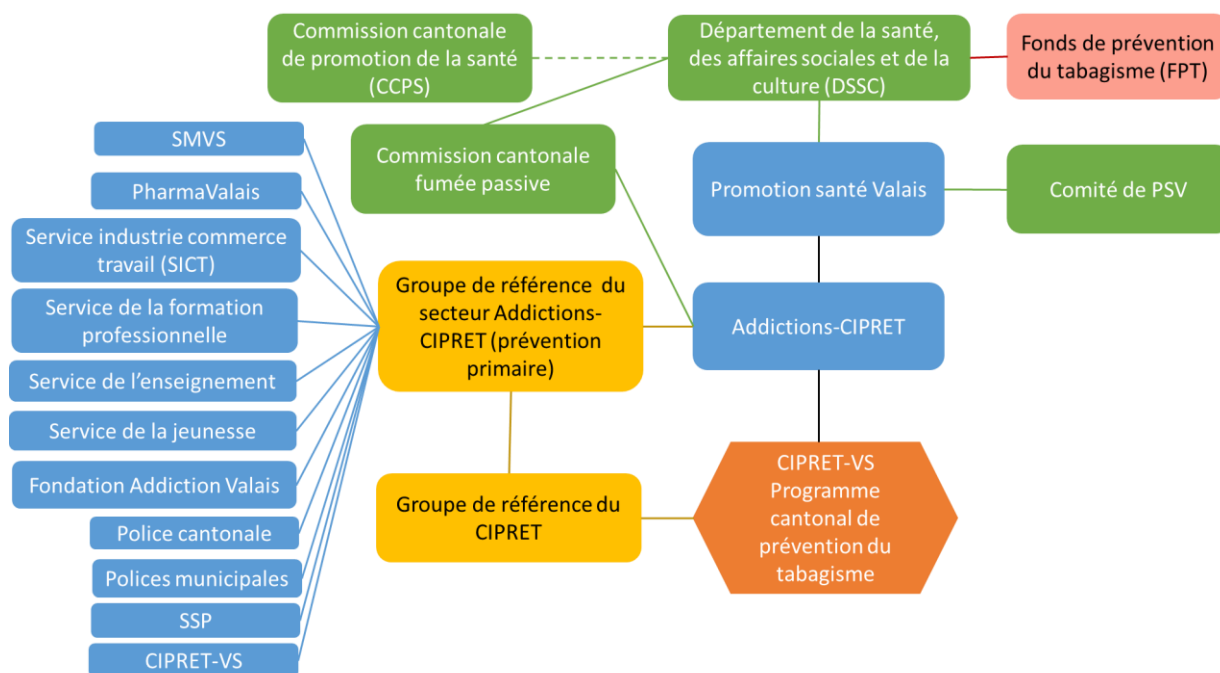 Commission cantonale
de promotion de la santé
(CCPS)
Département de la santé,
des affaires sociales et de la
culture (DSSC)
Fonds de prévention
du tabagisme (FPT)
SMVS
PharmaValais
Service industrie commerce
travail (SICT)
Service de la formation
professionnelle
Service de l’enseignement
Service de la jeunesse
Fondation Addiction Valais
Police cantonale
Polices municipales
SSP
CIPRET-VS
Commission cantonale
fumée passive
Promotion santé Valais
Comité de PSV
Groupe de référence du
secteur Addictions-
CIPRET (prévention
primaire)
Addictions-CIPRET
Groupe de référence du
CIPRET
CIPRET-VS
Programme
cantonal de
prévention du
tabagisme